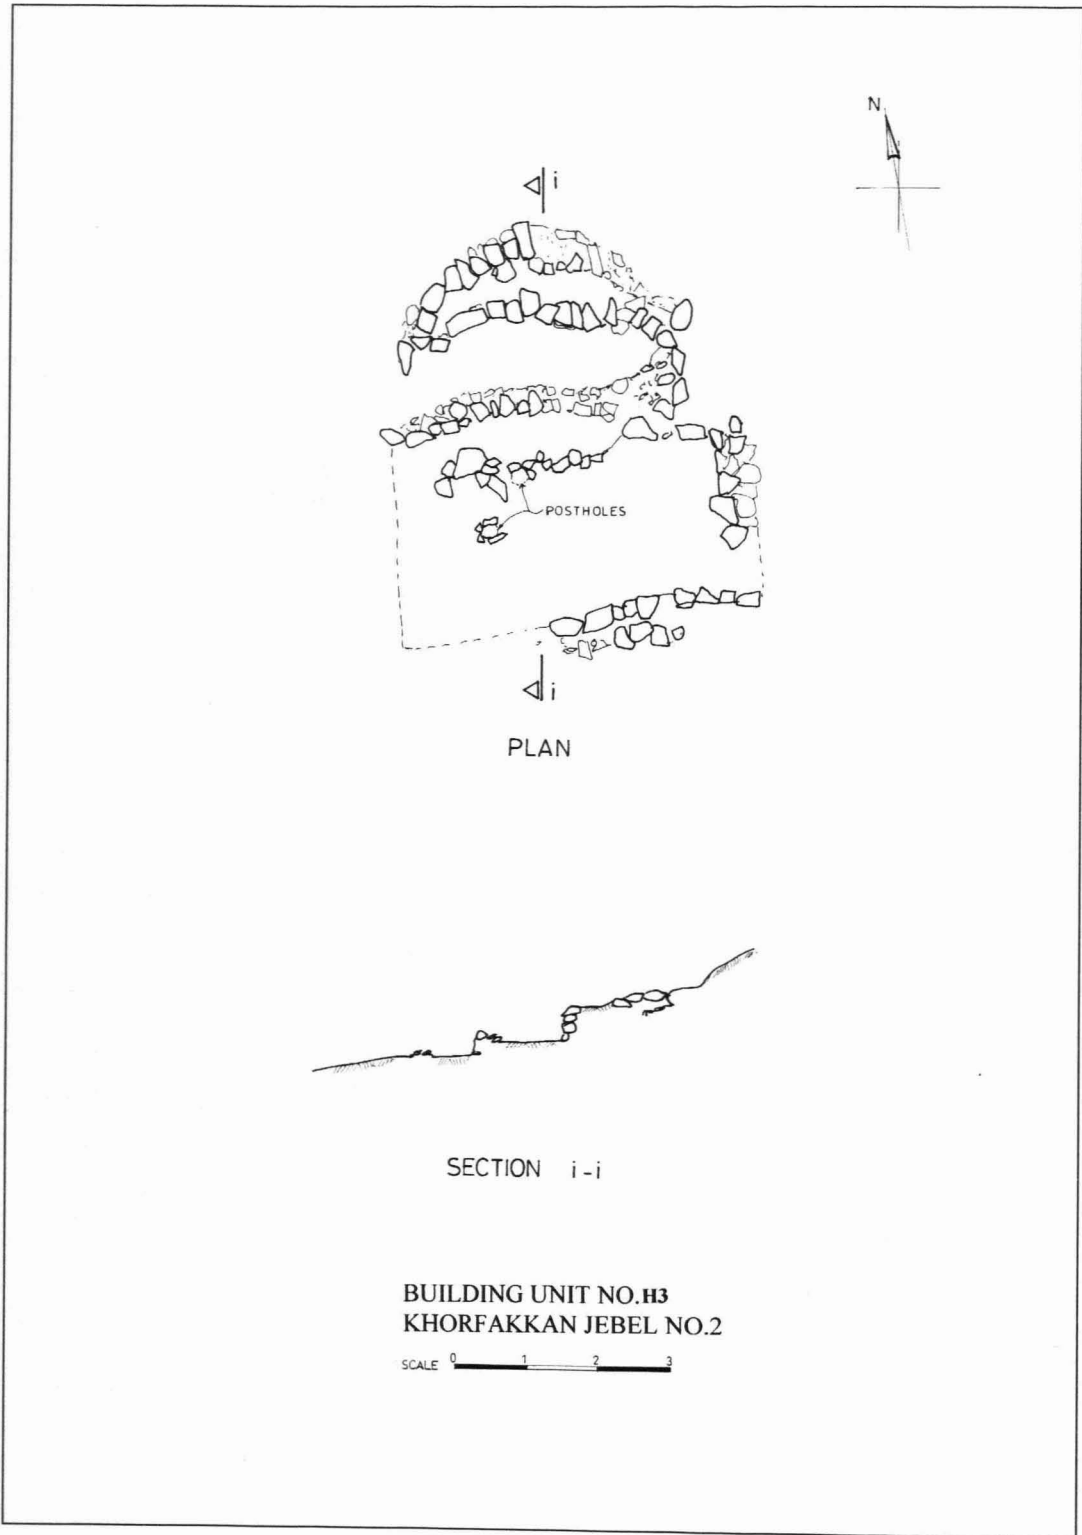 N
i
POSTHOLES
i
PLAN
SECTION i-i
BUILDING UNIT NO.H3
KHORFAKKAN JEBEL NO.2
SCALE 0 1 2 3